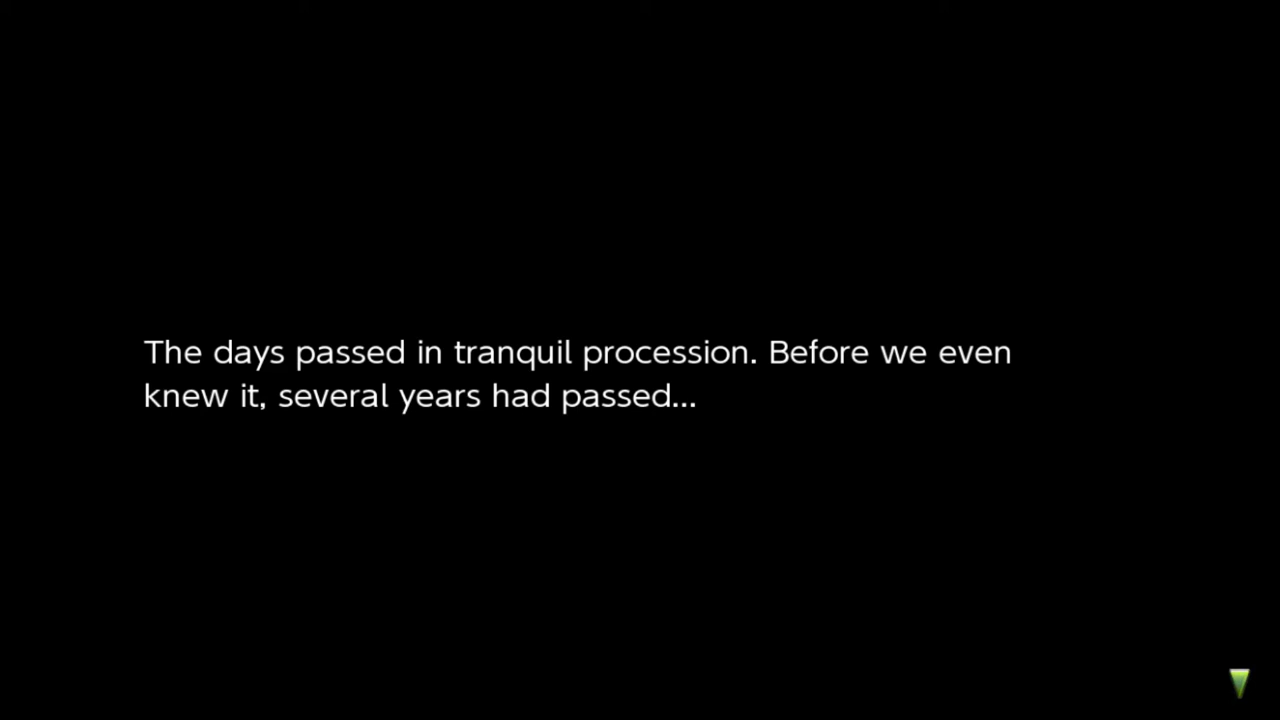 The days passed in tranquil procession. Before we even
knew it, several years had passed...